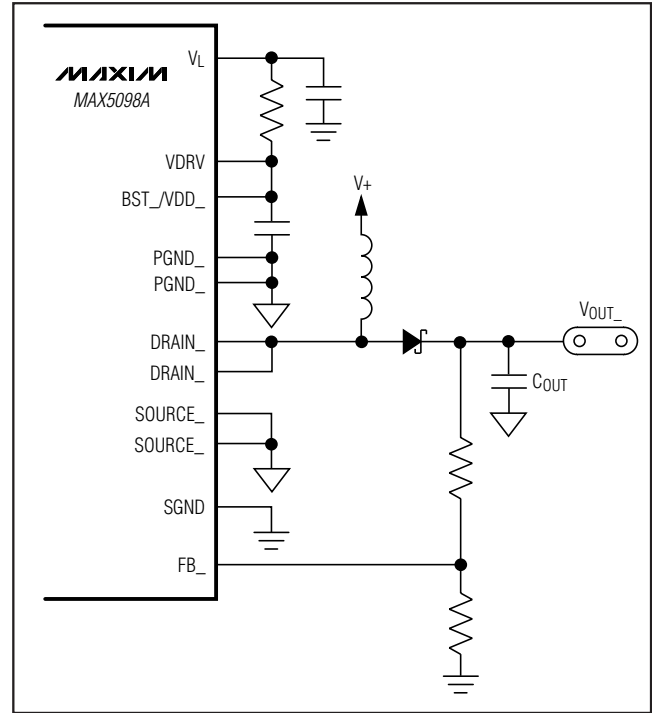 VL
MAXIM
MAX5098A
VDRV
V+
BST_/VDD_
PGND_
PGND_
VOUT_
DRAIN_
DRAIN_
COUT
SOURCE_
SOURCE_
SGND
FB_